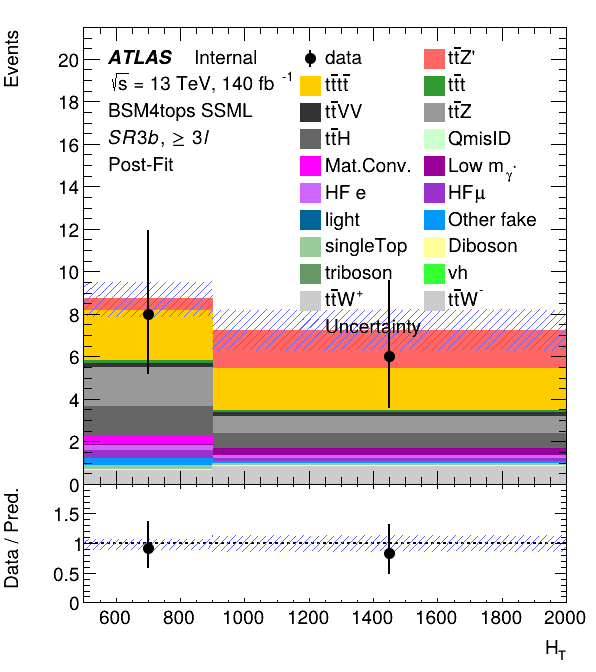 Events
20
18
16
14
12
10
8
6
4
2
0
ATLAS Internal
√s = 13 TeV, 140 fb⁻¹
BSM4tops SSML
SR3b, ≥ 3l
Post-Fit
data
tt̄Z'
tt̄tt̄
tt̄t
tt̄VV
tt̄Z
tt̄H
QmisID
Mat.Conv.
Low m_γ*
HF e
HFμ
light
Other fake
singleTop
Diboson
triboson
vh
tt̄W⁺
tt̄W⁻
Uncertainty
Data / Pred.
1.5
1
0.5
0
600 800 1000 1200 1400 1600 1800 2000
H_T